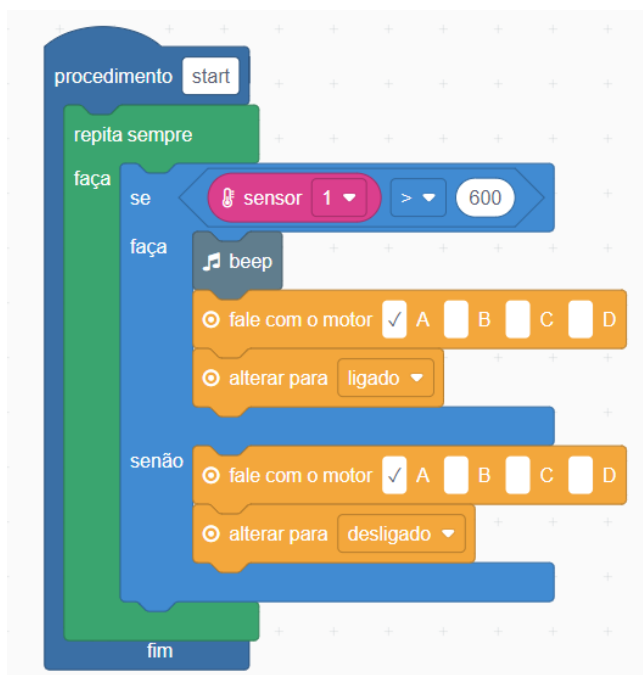 procedimento start
repita sempre
faça
se sensor 1 > 600
faça
beep
fale com o motor ✓ A B C D
alterar para ligado
senão
fale com o motor ✓ A B C D
alterar para desligado
fim